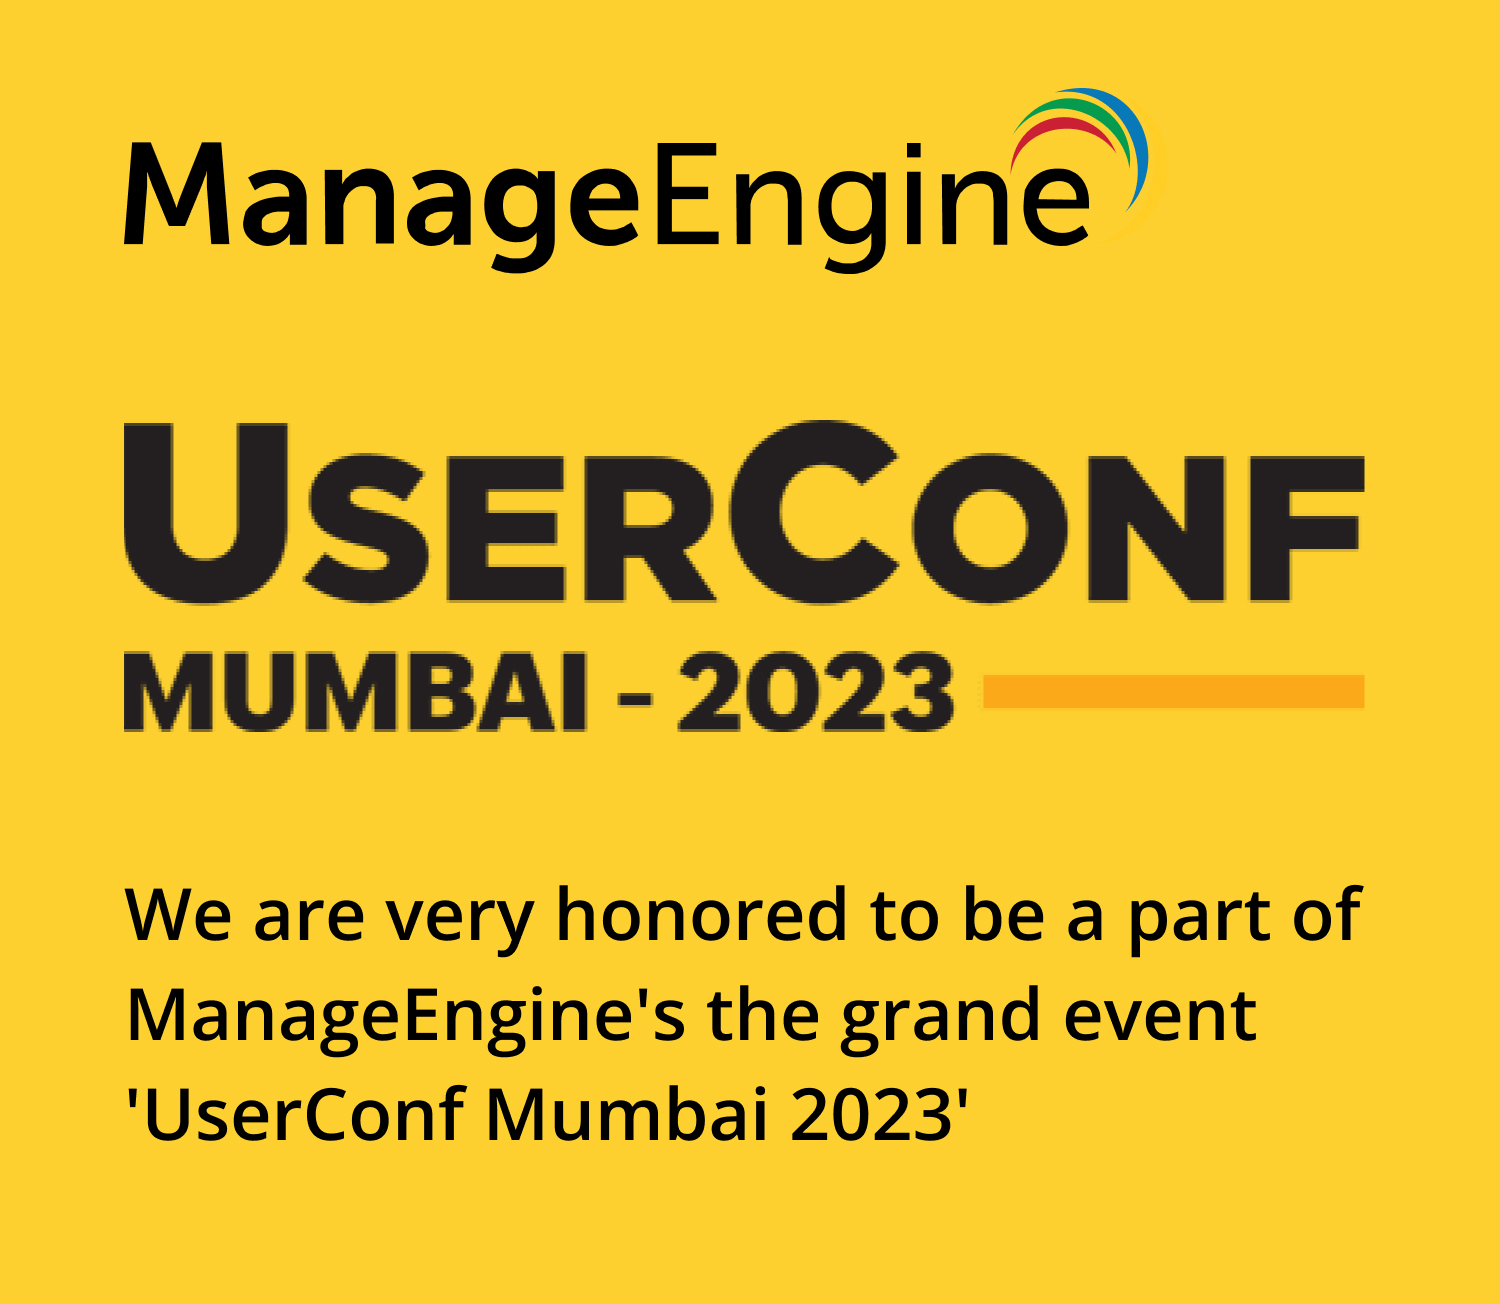 ManageEngine
USERCONF
MUMBAI - 2023
We are very honored to be a part of
ManageEngine's the grand event
'UserConf Mumbai 2023'